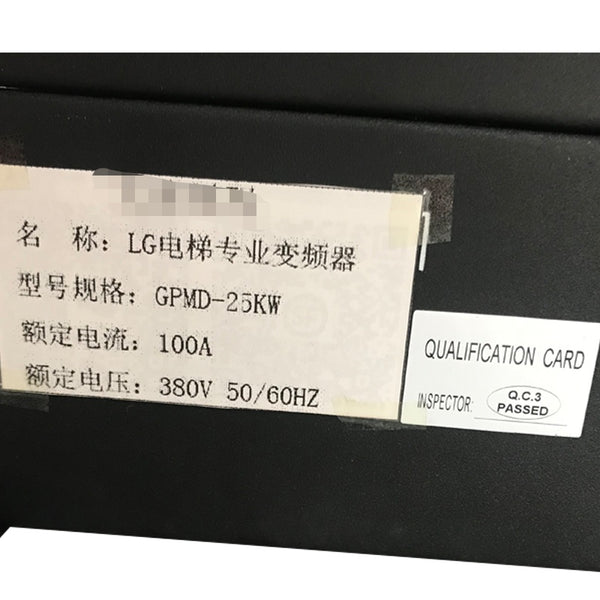 名 称: LG电梯专业变频器
型号规格: GPMD-25KW
额定电流: 100A
额定电压: 380V 50/60HZ
QUALIFICATION CARD
INSPECTOR: Q.C.3
PASSED